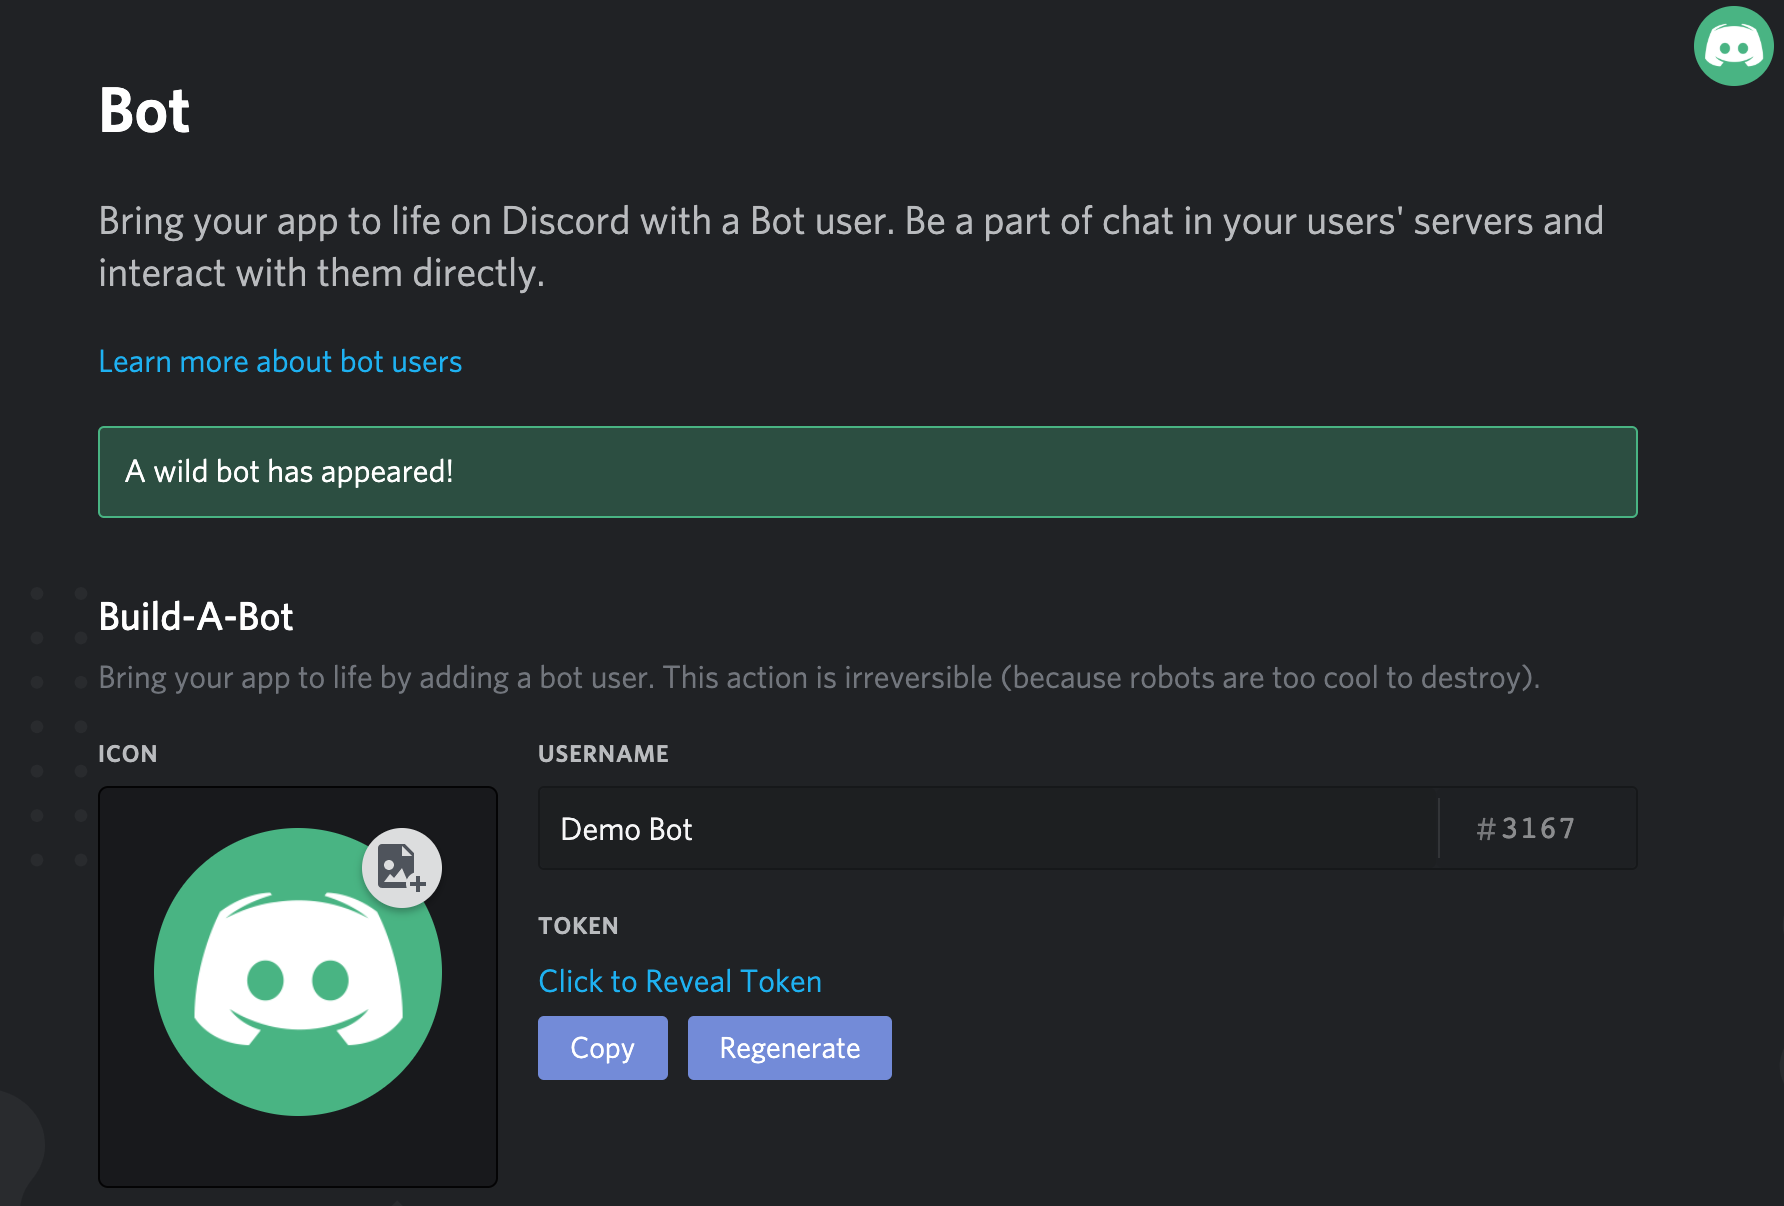 Bot
Bring your app to life on Discord with a Bot user. Be a part of chat in your users' servers and
interact with them directly.
Learn more about bot users
A wild bot has appeared!
Build-A-Bot
Bring your app to life by adding a bot user. This action is irreversible (because robots are too cool to destroy).
ICON
USERNAME
Demo Bot
#3167
TOKEN
Click to Reveal Token
Copy
Regenerate